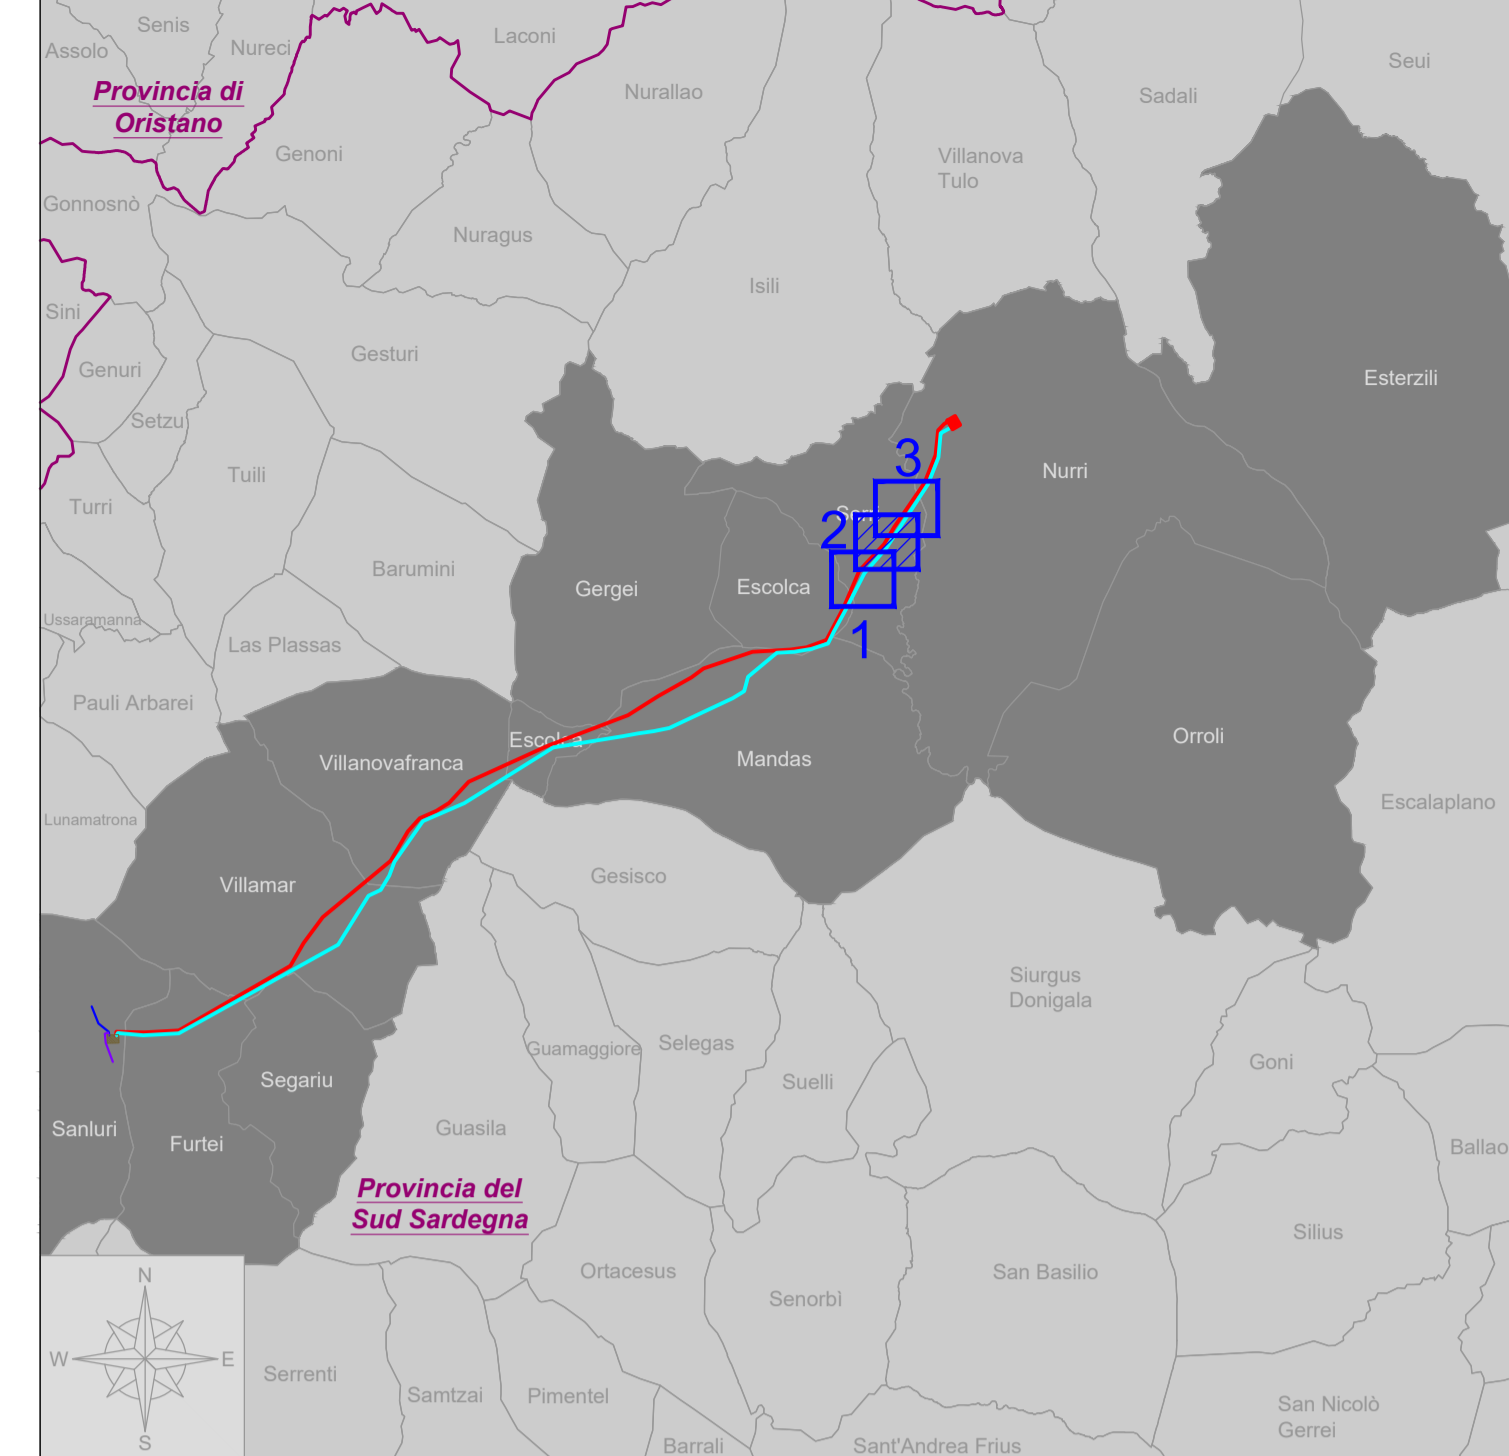 Senis
Assolo
Nureci
Laconi
Seui
Provincia di
Oristano
Nurallao
Sadali
Genoni
Villanova
Tulo
Gonnosnò
Nuragus
Isili
Sini
Gesturi
Genuri
Esterzili
Setzu
3
Nurri
Tuili
Turri
2
Barumini
Gergei
Escolca
Ussaramanna
Las Plassas
1
Pauli Arbarei
Escolca
Orroli
Villanovafranca
Mandas
Escalaplano
Lunamatrona
Gesisco
Villamar
Siurgus
Donigala
Guamaggiore
Selegas
Goni
Segariu
Suelli
Sanluri
Furtei
Guasila
Ballao
Provincia del
Sud Sardegna
Silius
Ortacesus
San Basilio
N
Senorbì
W
E
Serrenti
Samtzai
Pimentel
San Nicolò
Gerrei
S
Barrali
Sant'Andrea Frius